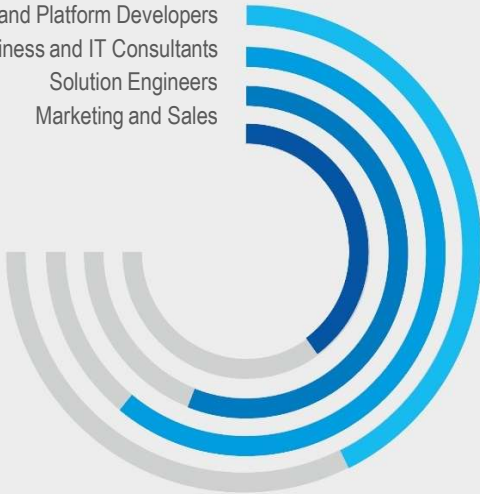 and Platform Developers
iness and IT Consultants
Solution Engineers
Marketing and Sales